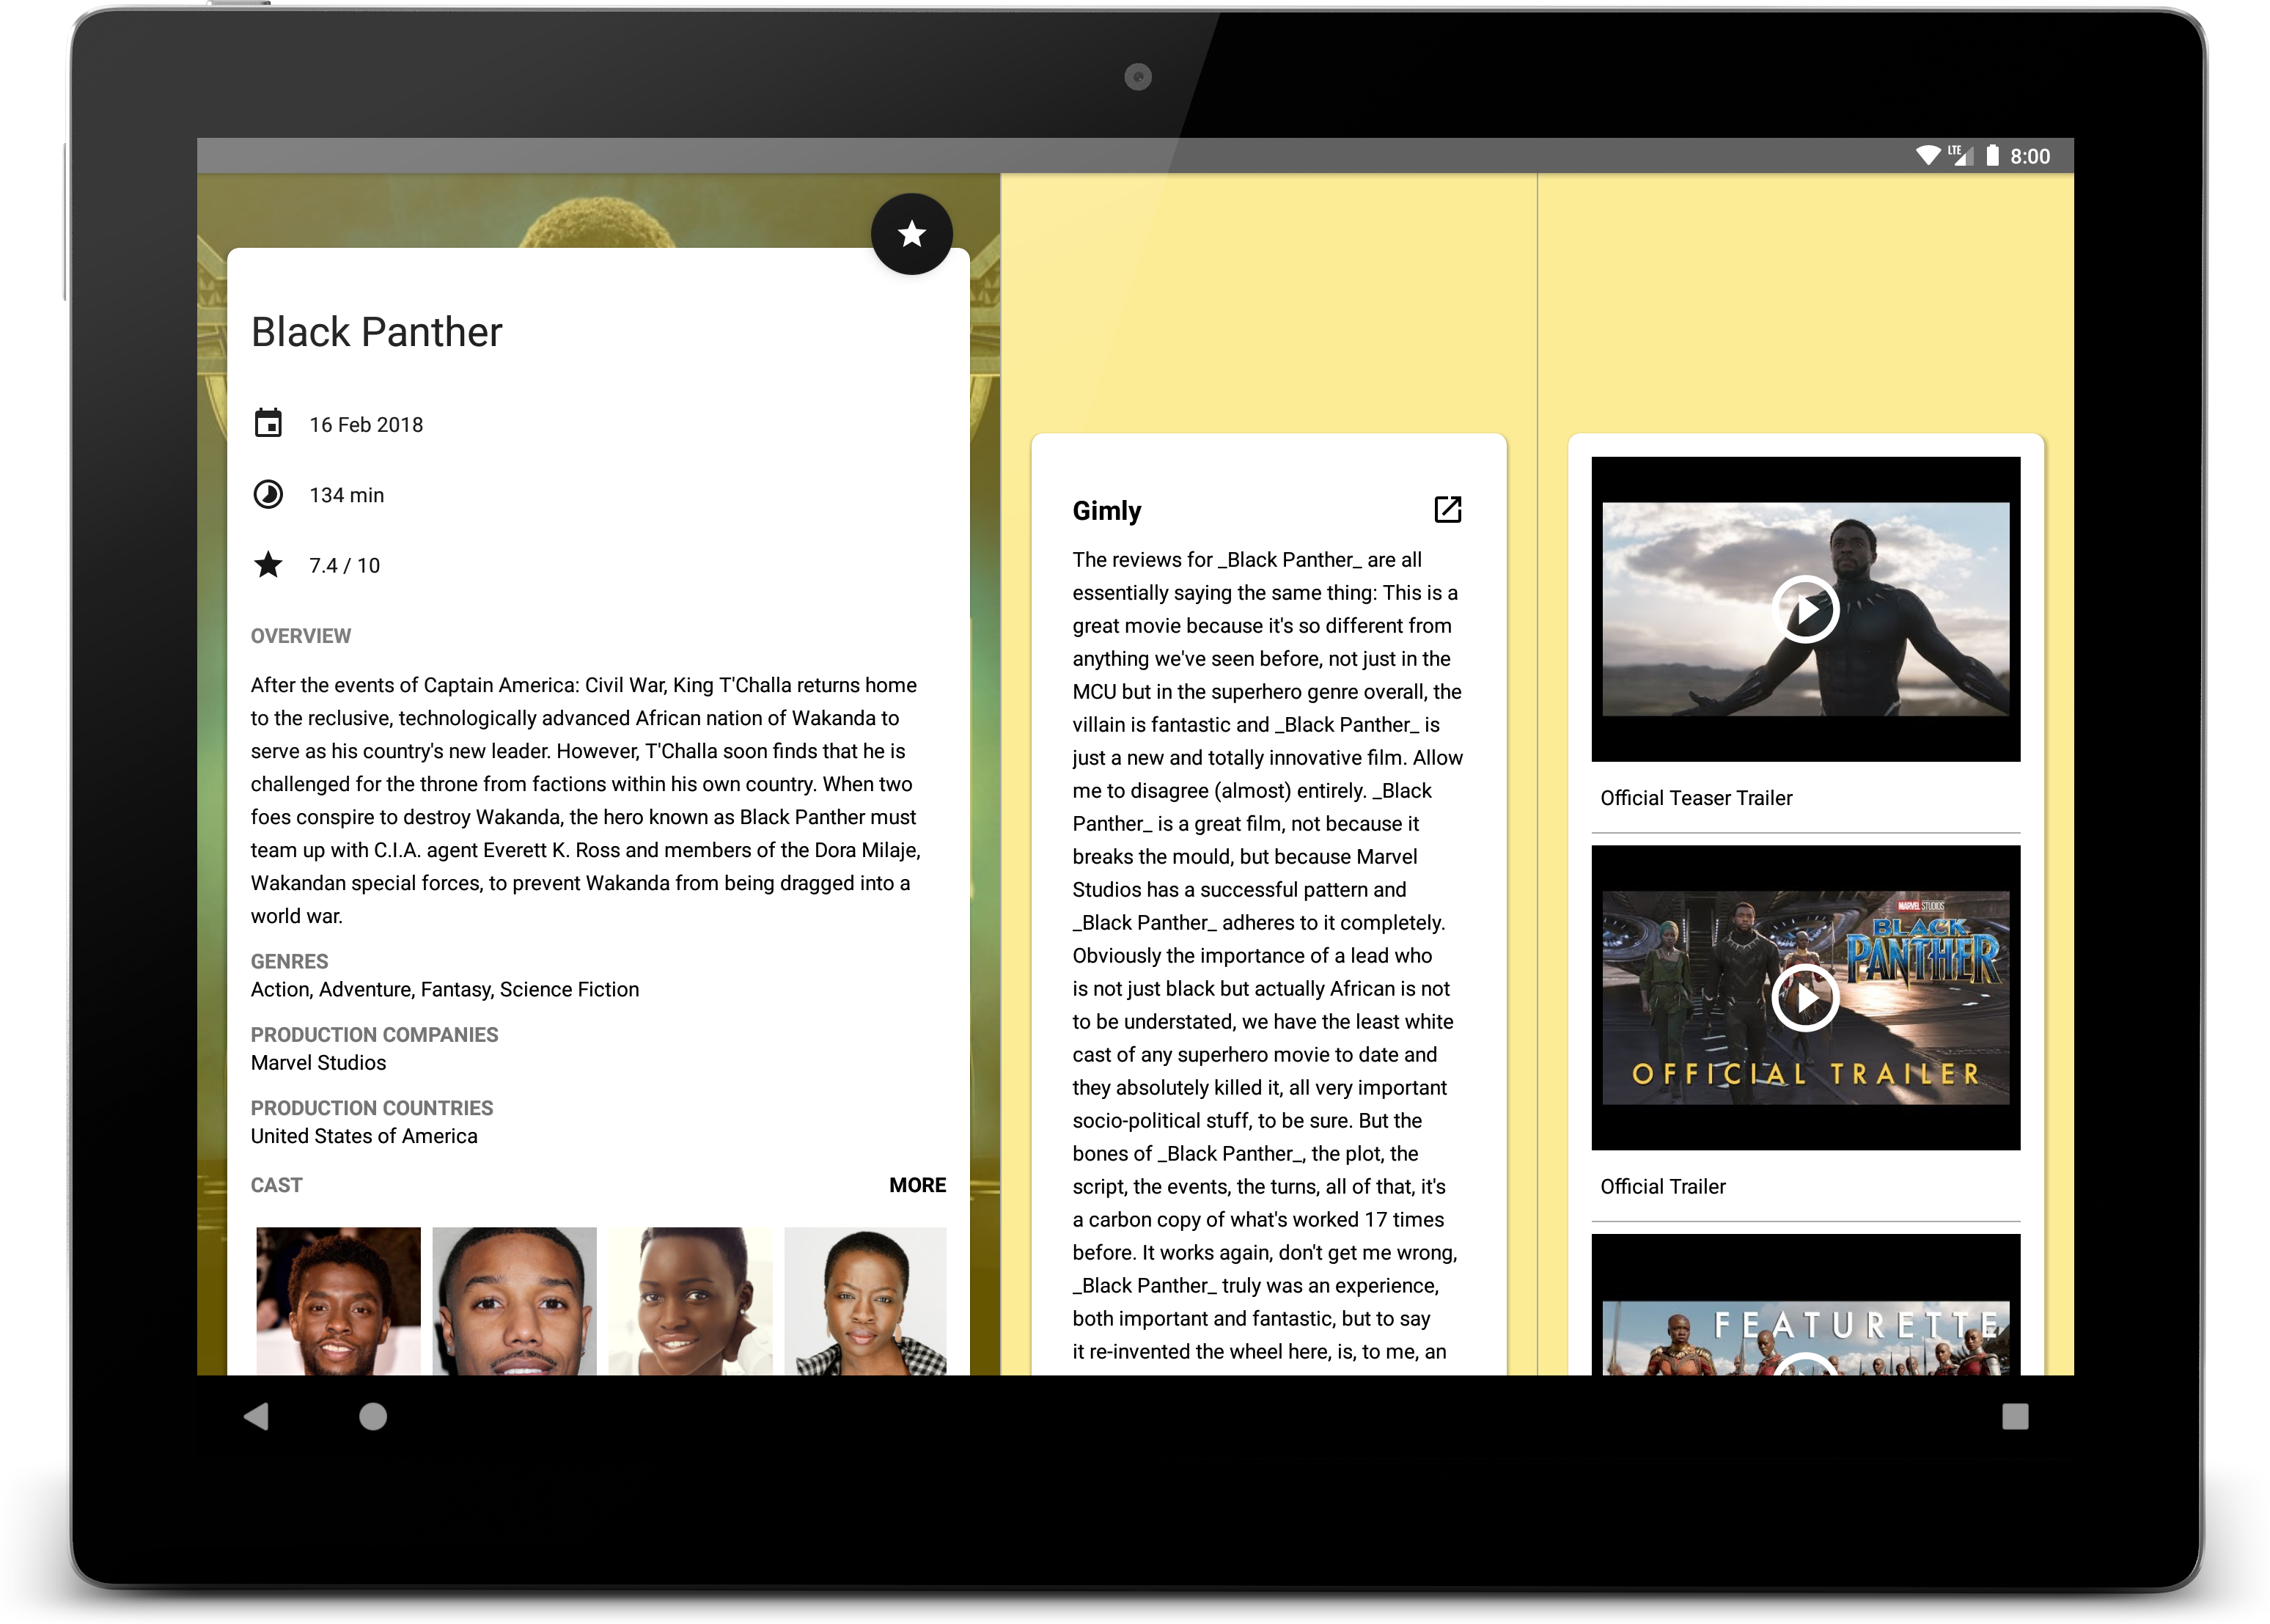 LTE 8:00
Black Panther
16 Feb 2018
134 min
7.4 / 10
OVERVIEW
After the events of Captain America: Civil War, King T'Challa returns home
to the reclusive, technologically advanced African nation of Wakanda to
serve as his country's new leader. However, T'Challa soon finds that he is
challenged for the throne from factions within his own country. When two
foes conspire to destroy Wakanda, the hero known as Black Panther must
team up with C.I.A. agent Everett K. Ross and members of the Dora Milaje,
Wakandan special forces, to prevent Wakanda from being dragged into a
world war.
GENRES
Action, Adventure, Fantasy, Science Fiction
PRODUCTION COMPANIES
Marvel Studios
PRODUCTION COUNTRIES
United States of America
CAST MORE
Gimly
The reviews for _Black Panther_ are all
essentially saying the same thing: This is a
great movie because it's so different from
anything we've seen before, not just in the
MCU but in the superhero genre overall, the
villain is fantastic and _Black Panther_ is
just a new and totally innovative film. Allow
me to disagree (almost) entirely. _Black
Panther_ is a great film, not because it
breaks the mould, but because Marvel
Studios has a successful pattern and
_Black Panther_ adheres to it completely.
Obviously the importance of a lead who
is not just black but actually African is not
to be understated, we have the least white
cast of any superhero movie to date and
they absolutely killed it, all very important
socio-political stuff, to be sure. But the
bones of _Black Panther_, the plot, the
script, the events, the turns, all of that, it's
a carbon copy of what's worked 17 times
before. It works again, don't get me wrong,
_Black Panther_ truly was an experience,
both important and fantastic, but to say
it re-invented the wheel here, is, to me, an
Official Teaser Trailer
MARVEL STUDIOS
BLACK
PANTHER
OFFICIAL TRAILER
Official Trailer
FEATURETTE